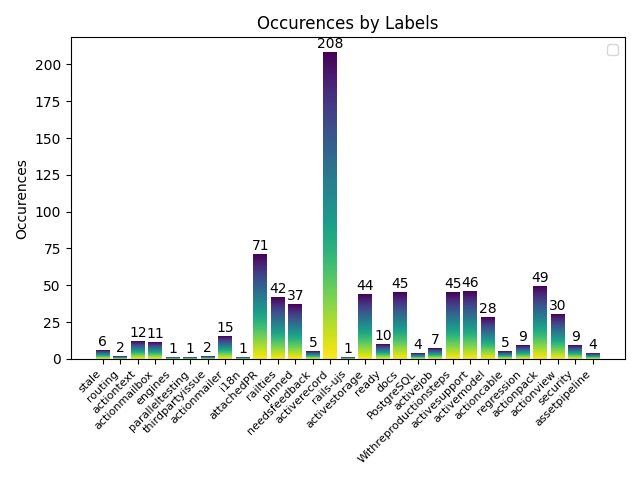 Occurences by Labels
Occurences
200
175
150
125
100
75
50
25
0
6
2
12
11
1
1
2
15
1
71
42
37
5
208
1
44
10
45
4
7
45
46
28
5
9
49
30
9
4
stale
routing
actiontext
actionmailbox
engines
paralleltesting
thirdpartyissue
actionmailer
i18n
attachedPR
railties
pinned
needsfeedback
activerecord
rails-ujs
activestorage
ready
docs
PostgreSQL
activejob
Withreproductionsteps
activesupport
activemodel
actioncable
regression
actionpack
actionview
security
assetpipeline